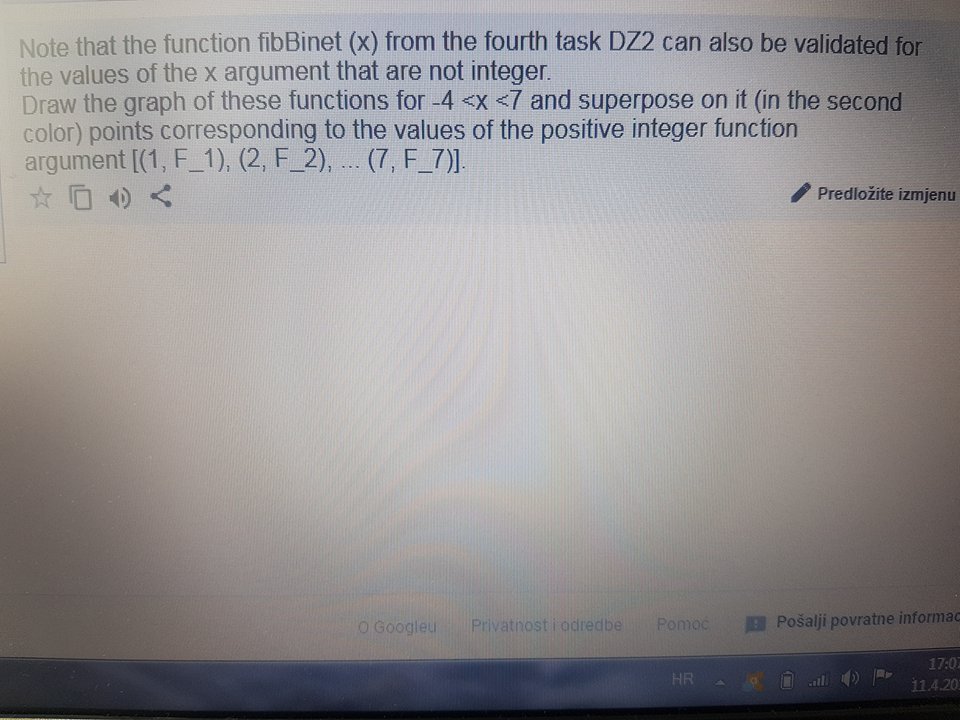 Note that the function fibBinet (x) from the fourth task DZ2 can also be validated for
the values of the x argument that are not integer.
Draw the graph of these functions for -4 <x <7 and superpose on it (in the second
color) points corresponding to the values of the positive integer function
argument [(1, F_1), (2, F_2), ... (7, F_7)].
Predložite izmjenu
O Googleu Privatnost i odredbe Pomoć Pošalji povratne informac
HR
17:0
11.4.20